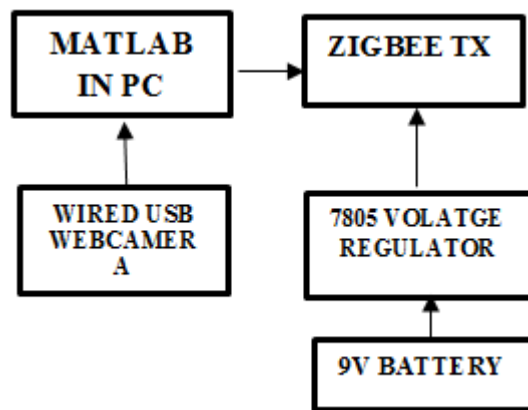 MATLAB
IN PC
ZIGBEE TX
WIRED USB
WEBCAMER
A
7805 VOLATGE
REGULATOR
9V BATTERY